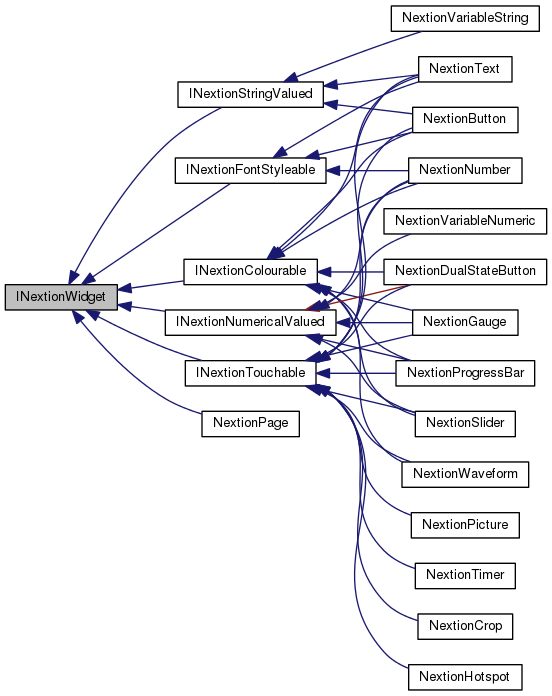 NextionVariableString
NextionText
INextionStringValued
NextionButton
INextionFontStyleable
NextionNumber
NextionVariableNumeric
INextionColourable
NextionDualStateButton
INextionWidget
INextionNumericalValued
NextionGauge
INextionTouchable
NextionProgressBar
NextionPage
NextionSlider
NextionWaveform
NextionPicture
NextionTimer
NextionCrop
NextionHotspot